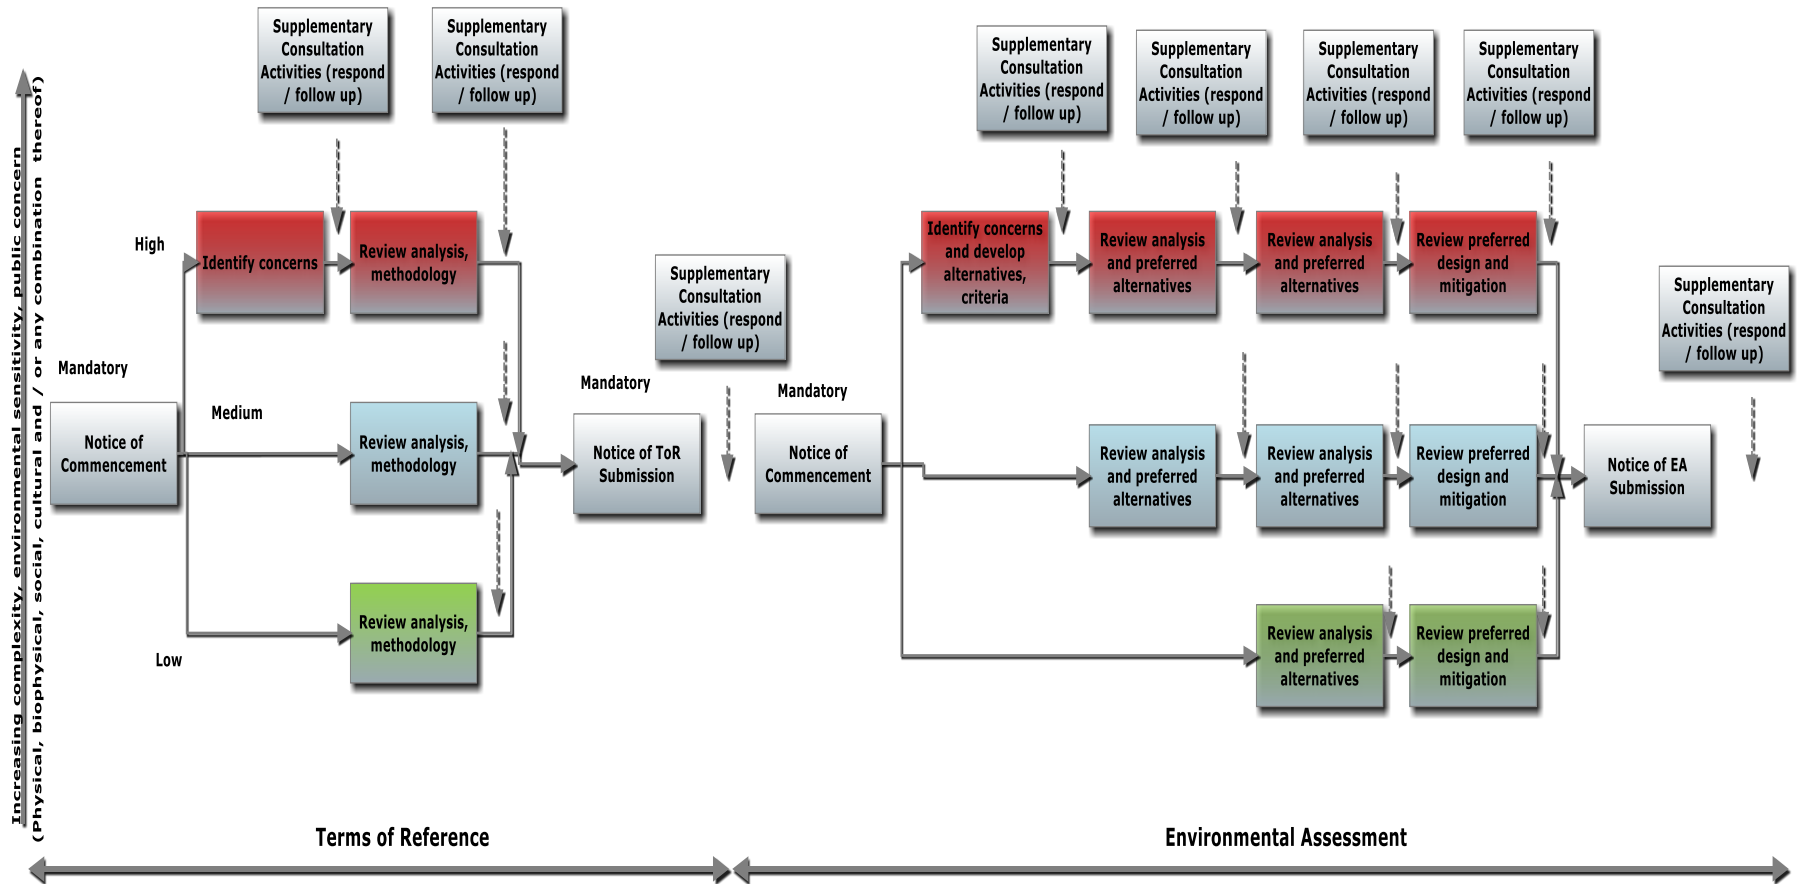 Supplementary
Consultation
Activities (respond
/ follow up)
Supplementary
Consultation
Activities (respond
/ follow up)
Supplementary
Consultation
Activities (respond
/ follow up)
Supplementary
Consultation
Activities (respond
/ follow up)
Supplementary
Consultation
Activities (respond
/ follow up)
Supplementary
Consultation
Activities (respond
/ follow up)
Increasing complexity, environmental sensitivity, public concern
(Physical, biophysical, social, cultural and / or any combination thereof)
High
Identify concerns
Review analysis,
methodology
Supplementary
Consultation
Activities (respond
/ follow up)
Identify concerns
and develop
alternatives,
criteria
Review analysis
and preferred
alternatives
Review analysis
and preferred
alternatives
Review preferred
design and
mitigation
Supplementary
Consultation
Activities (respond
/ follow up)
Mandatory
Notice of
Commencement
Medium
Review analysis,
methodology
Mandatory
Notice of ToR
Submission
Mandatory
Notice of
Commencement
Review analysis
and preferred
alternatives
Review analysis
and preferred
alternatives
Review preferred
design and
mitigation
Notice of EA
Submission
Low
Review analysis,
methodology
Review analysis
and preferred
alternatives
Review preferred
design and
mitigation
Terms of Reference
Environmental Assessment